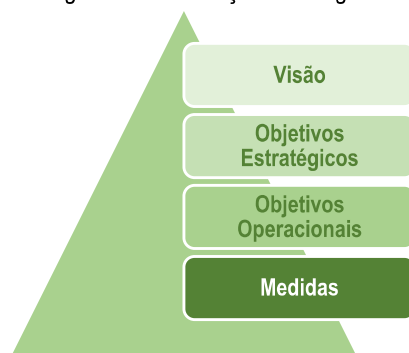 Visão
Objetivos
Estratégicos
Objetivos
Operacionais
Medidas